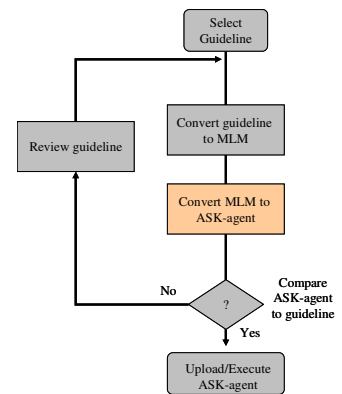 Select
Guideline
Convert guideline
to MLM
Review guideline
Convert MLM to
ASK-agent
No
?
Compare
ASK-agent
to guideline
Yes
Upload/Execute
ASK-agent